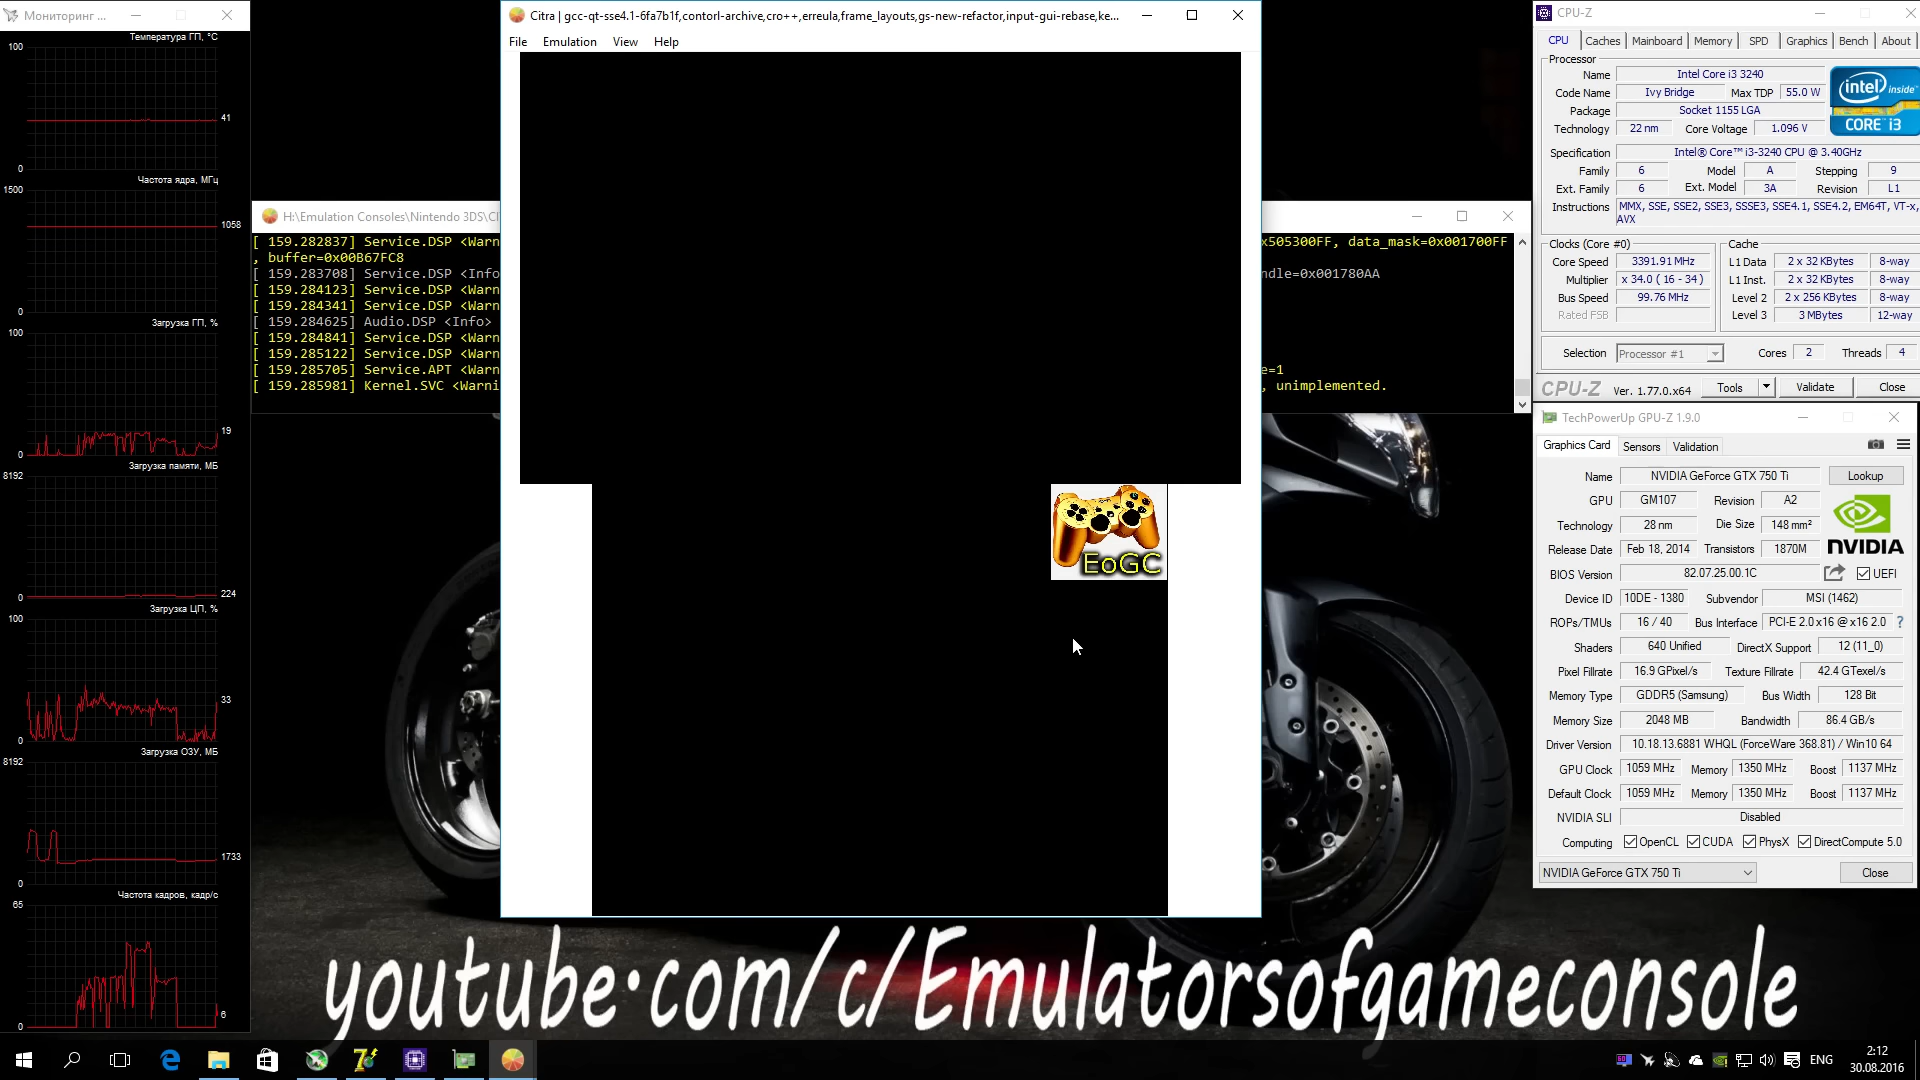 Мониторинг ...
Температура ГП, °C
100
41
0
Частота ядра, МГц
1500
1058
0
Загрузка ГП, %
100
19
0
Загрузка памяти, МБ
8192
224
0
Загрузка ЦП, %
100
33
0
Загрузка ОЗУ, МБ
8192
1733
0
Частота кадров, кадр/с
65
6
0
Citra | gcc-qt-sse4.1-6fa7b1f,contorl-archive,cro++,erreula,frame_layouts,gs-new-refactor,input-gui-rebase,ke...
File Emulation View Help
H:\Emulation Consoles\Nintendo 3DS\Ci
[ 159.282837] Service.DSP <Warn x505300FF, data_mask=0x001700FF
, buffer=0x00B67FC8
[ 159.283708] Service.DSP <Info ndle=0x001780AA
[ 159.284123] Service.DSP <Warn
[ 159.284341] Service.DSP <Warn
[ 159.284625] Audio.DSP <Info>
[ 159.284841] Service.DSP <Warn
[ 159.285122] Service.DSP <Warn
[ 159.285705] Service.APT <Warn e=1
[ 159.285981] Kernel.SVC <Warni , unimplemented.
EoGC
CPU-Z
CPU Caches Mainboard Memory SPD Graphics Bench About
Processor
Name Intel Core i3 3240
Code Name Ivy Bridge Max TDP 55.0 W
Package Socket 1155 LGA
Technology 22 nm Core Voltage 1.096 V
intel inside™
CORE i3
Specification Intel® Core™ i3-3240 CPU @ 3.40GHz
Family 6 Model A Stepping 9
Ext. Family 6 Ext. Model 3A Revision L1
Instructions MMX, SSE, SSE2, SSE3, SSSE3, SSE4.1, SSE4.2, EM64T, VT-x,
AVX
Clocks (Core #0)
Core Speed 3391.91 MHz
Multiplier x 34.0 ( 16 - 34 )
Bus Speed 99.76 MHz
Rated FSB
Cache
L1 Data 2 x 32 KBytes 8-way
L1 Inst. 2 x 32 KBytes 8-way
Level 2 2 x 256 KBytes 8-way
Level 3 3 MBytes 12-way
Selection Processor #1 Cores 2 Threads 4
CPU-Z Ver. 1.77.0.x64 Tools Validate Close
TechPowerUp GPU-Z 1.9.0
Graphics Card Sensors Validation
Name NVIDIA GeForce GTX 750 Ti Lookup
GPU GM107 Revision A2
Technology 28 nm Die Size 148 mm²
Release Date Feb 18, 2014 Transistors 1870M
NVIDIA
BIOS Version 82.07.25.00.1C UEFI
Device ID 10DE - 1380 Subvendor MSI (1462)
ROPs/TMUs 16 / 40 Bus Interface PCI-E 2.0 x16 @ x16 2.0 ?
Shaders 640 Unified DirectX Support 12 (11_0)
Pixel Fillrate 16.9 GPixel/s Texture Fillrate 42.4 GTexel/s
Memory Type GDDR5 (Samsung) Bus Width 128 Bit
Memory Size 2048 MB Bandwidth 86.4 GB/s
Driver Version 10.18.13.6881 WHQL (ForceWare 368.81) / Win10 64
GPU Clock 1059 MHz Memory 1350 MHz Boost 1137 MHz
Default Clock 1059 MHz Memory 1350 MHz Boost 1137 MHz
NVIDIA SLI Disabled
Computing OpenCL CUDA PhysX DirectCompute 5.0
NVIDIA GeForce GTX 750 Ti Close
youtube.com/c/Emulatorsofgameconsole
ENG
2:12
30.08.2016